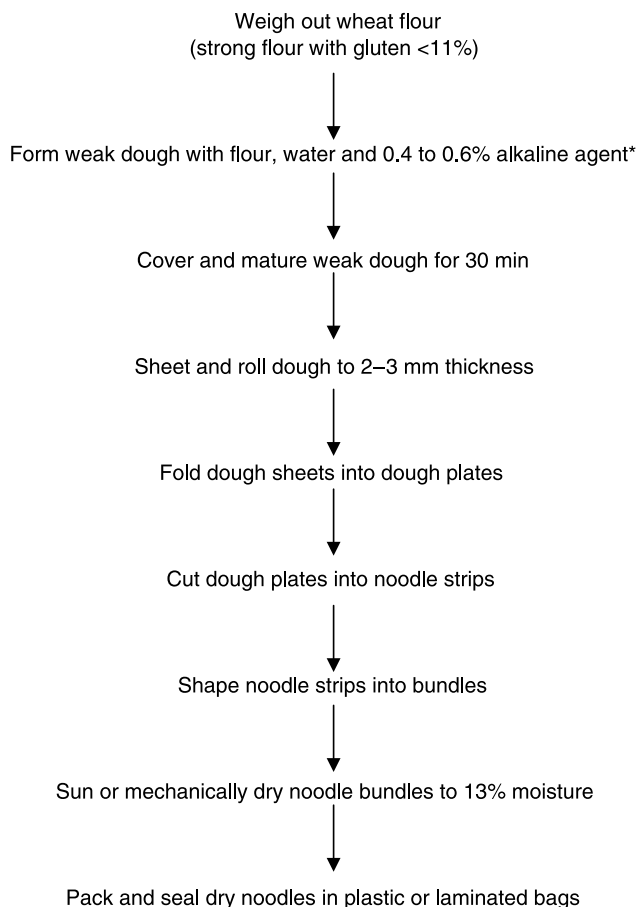 Weigh out wheat flour
(strong flour with gluten <11%)
Form weak dough with flour, water and 0.4 to 0.6% alkaline agent*
Cover and mature weak dough for 30 min
Sheet and roll dough to 2–3 mm thickness
Fold dough sheets into dough plates
Cut dough plates into noodle strips
Shape noodle strips into bundles
Sun or mechanically dry noodle bundles to 13% moisture
Pack and seal dry noodles in plastic or laminated bags